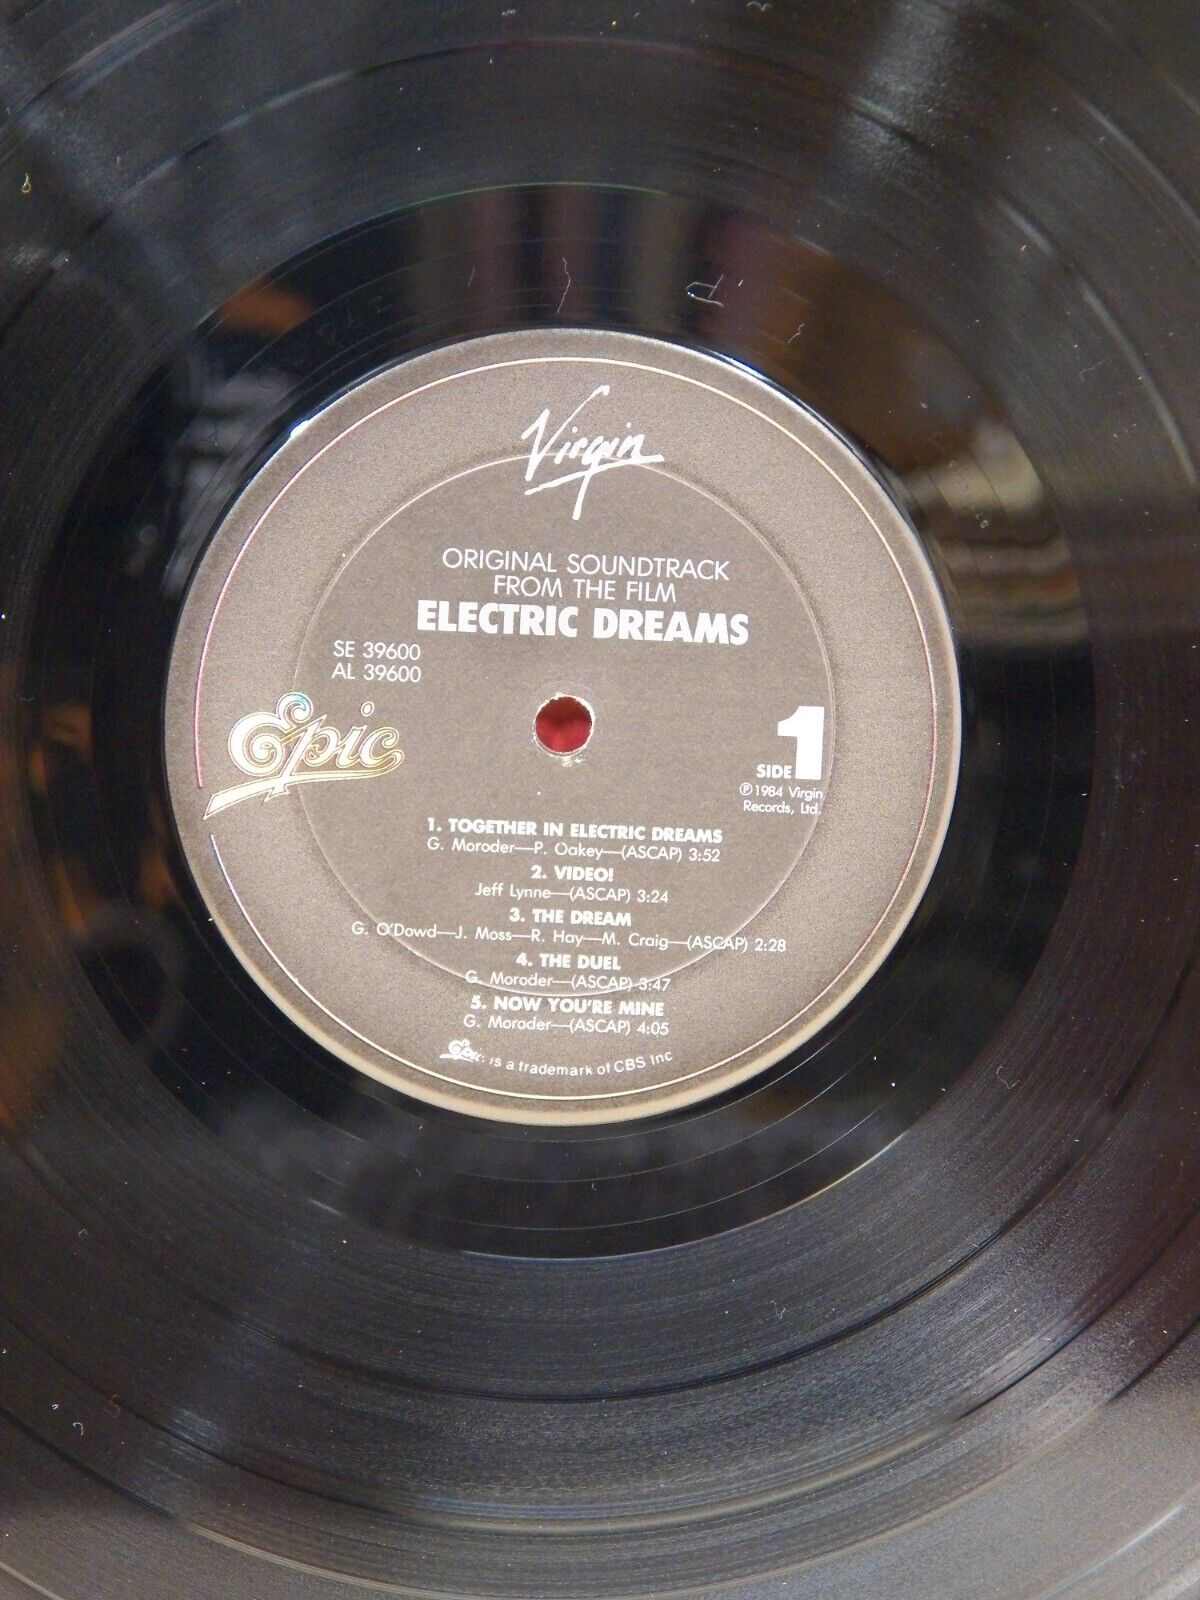 Virgin
ORIGINAL SOUNDTRACK
FROM THE FILM
ELECTRIC DREAMS
SE 39600
AL 39600
Epic
SIDE 1
℗1984 Virgin
Records, Ltd.
1. TOGETHER IN ELECTRIC DREAMS
G. Moroder—P. Oakey—(ASCAP) 3:52
2. VIDEO!
Jeff Lynne—(ASCAP) 3:24
3. THE DREAM
G. O'Dowd—J. Moss—R. Hay—M. Craig—(ASCAP) 2:28
4. THE DUEL
G. Moroder—(ASCAP) 3:47
5. NOW YOU'RE MINE
G. Moroder—(ASCAP) 4:05
Epic. is a trademark of CBS Inc